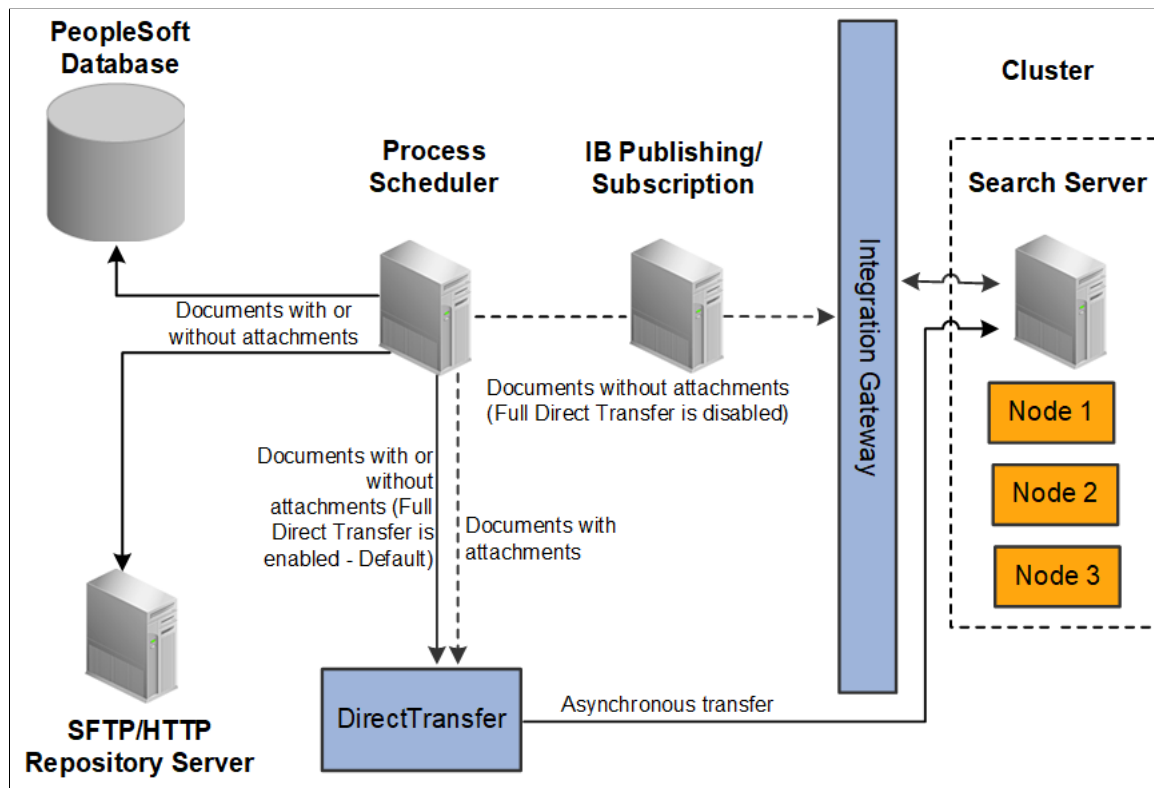 PeopleSoft
Database
Process
Scheduler
IB Publishing/
Subscription
Integration Gateway
Cluster
Search Server
Documents with or
without attachments
Documents without attachments
(Full Direct Transfer is disabled)
Node 1
Node 2
Node 3
Documents with or
without
attachments (Full
Direct Transfer is
enabled - Default)
Documents with
attachments
SFTP/HTTP
Repository Server
DirectTransfer
Asynchronous transfer